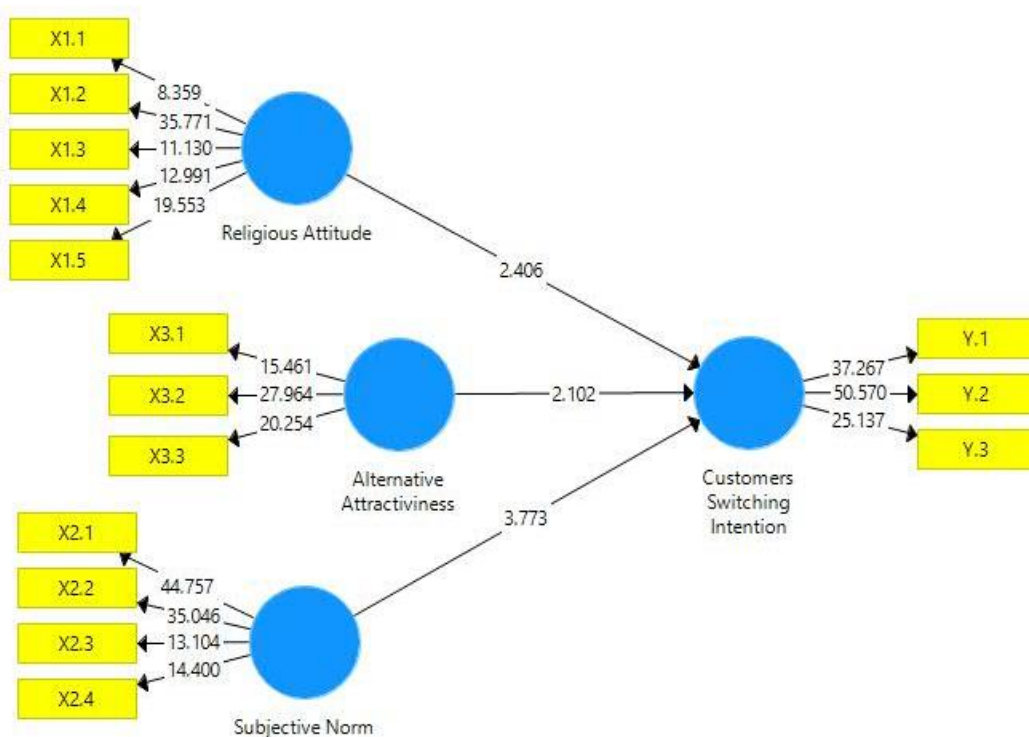 X1.1
X1.2
X1.3
X1.4
X1.5
8.359
35.771
11.130
12.991
19.553
Religious Attitude
2.406
X3.1
X3.2
X3.3
15.461
27.964
20.254
Alternative
Attractiviness
2.102
Customers
Switching
Intention
37.267
50.570
25.137
Y.1
Y.2
Y.3
3.773
X2.1
X2.2
X2.3
X2.4
44.757
35.046
13.104
14.400
Subjective Norm